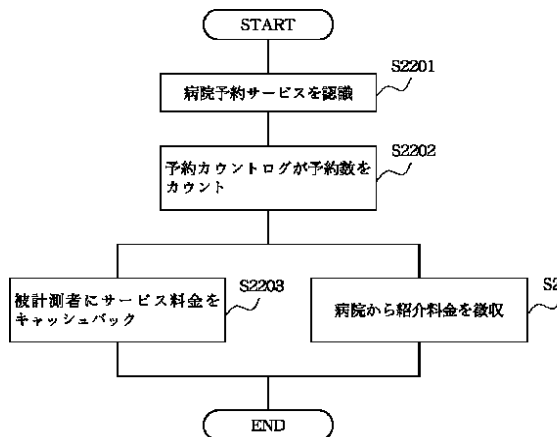 START
S2201
病院予約サービスを認識
S2202
予約カウントログが予約数を
カウント
S2203
被計測者にサービス料金を
キャッシュバック
S2
病院から紹介料金を徴収
END